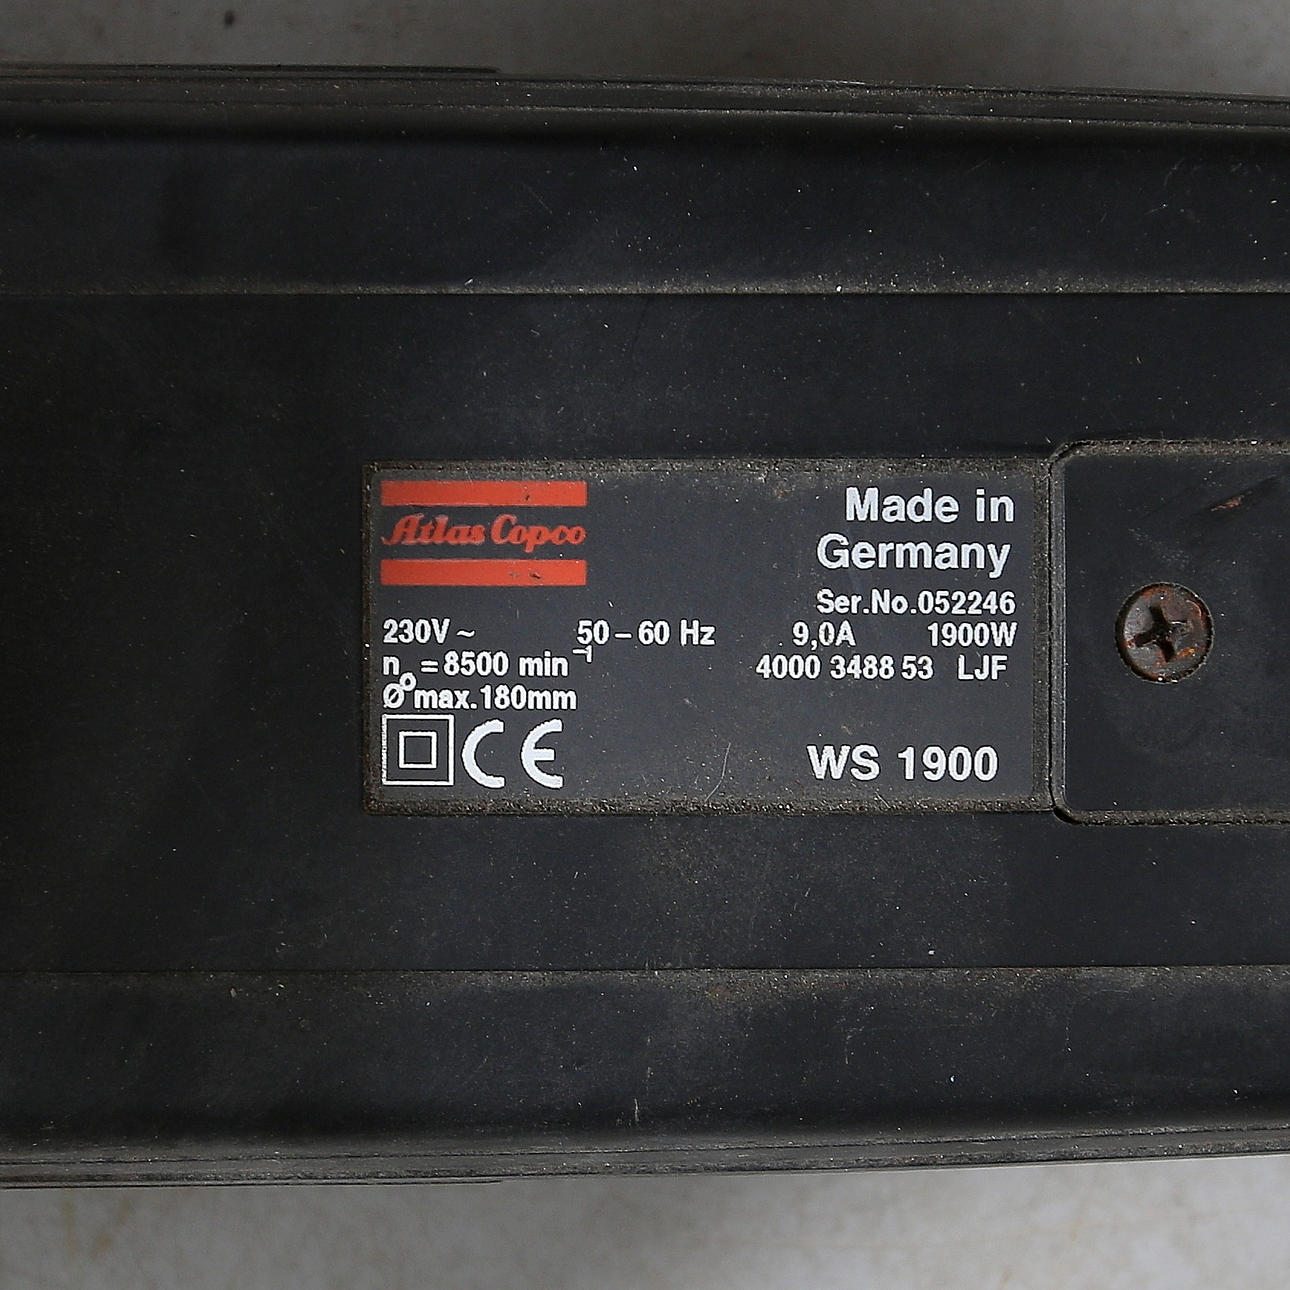 Atlas Copco
Made in
Germany
Ser.No.052246
230V ~ 50 – 60 Hz 9,0A 1900W
n₀ = 8500 min⁻¹ 4000 3488 53 LJF
Ø max.180mm
CE WS 1900